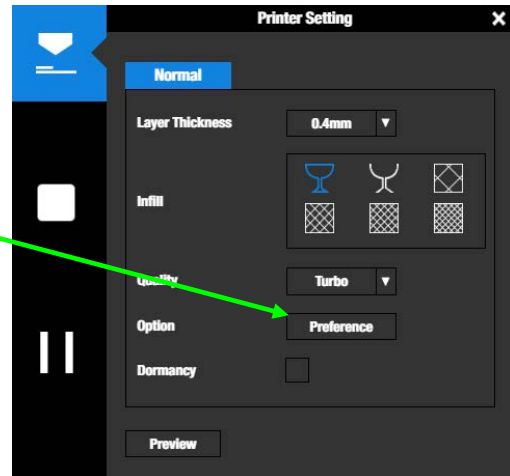 Printer Setting
Normal
Layer Thickness 0.4mm
Infill
Quality Turbo
Option Preference
Dormancy
Preview